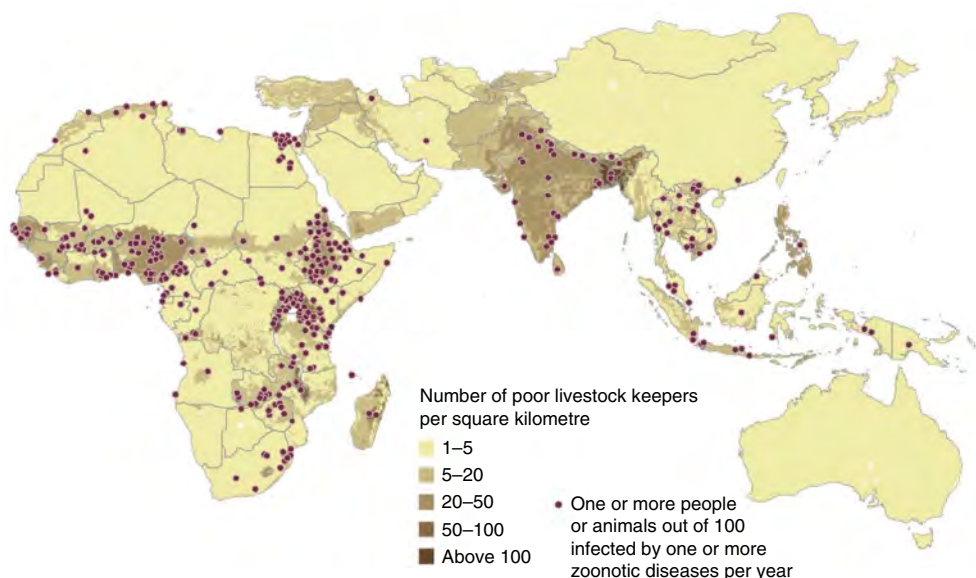 Number of poor livestock keepers
per square kilometre
1–5
5–20
20–50
50–100
Above 100
One or more people
or animals out of 100
infected by one or more
zoonotic diseases per year